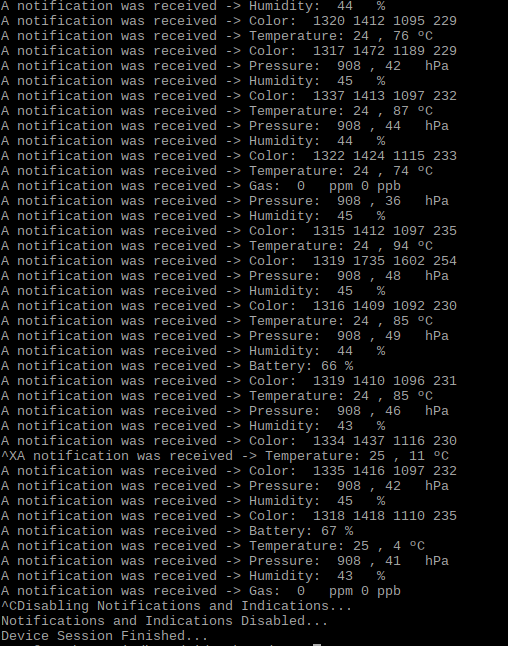 A notification was received -> Humidity:  44   %
A notification was received -> Color:  1320 1412 1095 229
A notification was received -> Temperature: 24 , 76 ºC
A notification was received -> Color:  1317 1472 1189 229
A notification was received -> Pressure:  908 , 42   hPa
A notification was received -> Humidity:  45   %
A notification was received -> Color:  1337 1413 1097 232
A notification was received -> Temperature: 24 , 87 ºC
A notification was received -> Pressure:  908 , 44   hPa
A notification was received -> Humidity:  44   %
A notification was received -> Color:  1322 1424 1115 233
A notification was received -> Temperature: 24 , 74 ºC
A notification was received -> Gas:  0   ppm 0 ppb
A notification was received -> Pressure:  908 , 36   hPa
A notification was received -> Humidity:  45   %
A notification was received -> Color:  1315 1412 1097 235
A notification was received -> Temperature: 24 , 94 ºC
A notification was received -> Color:  1319 1735 1602 254
A notification was received -> Pressure:  908 , 48   hPa
A notification was received -> Humidity:  45   %
A notification was received -> Color:  1316 1409 1092 230
A notification was received -> Temperature: 24 , 85 ºC
A notification was received -> Pressure:  908 , 49   hPa
A notification was received -> Humidity:  44   %
A notification was received -> Battery: 66 %
A notification was received -> Color:  1319 1410 1096 231
A notification was received -> Temperature: 24 , 85 ºC
A notification was received -> Pressure:  908 , 46   hPa
A notification was received -> Humidity:  43   %
A notification was received -> Color:  1334 1437 1116 230
^XA notification was received -> Temperature: 25 , 11 ºC
A notification was received -> Color:  1335 1416 1097 232
A notification was received -> Pressure:  908 , 42   hPa
A notification was received -> Humidity:  45   %
A notification was received -> Color:  1318 1418 1110 235
A notification was received -> Battery: 67 %
A notification was received -> Temperature: 25 , 4 ºC
A notification was received -> Pressure:  908 , 41   hPa
A notification was received -> Humidity:  43   %
A notification was received -> Gas:  0   ppm 0 ppb
^CDisabling Notifications and Indications...
Notifications and Indications Disabled...
Device Session Finished...